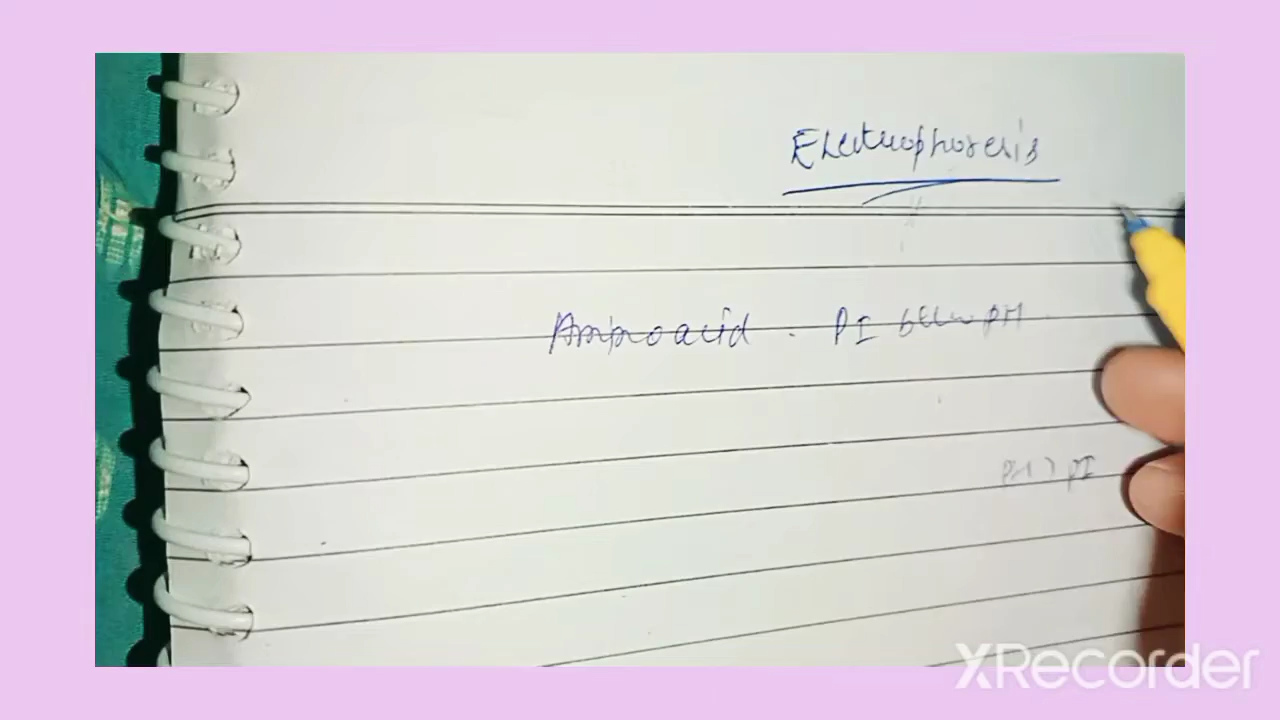 Electrophoresis
Aminoacid . PI below PH
PH > PI
XRecorder